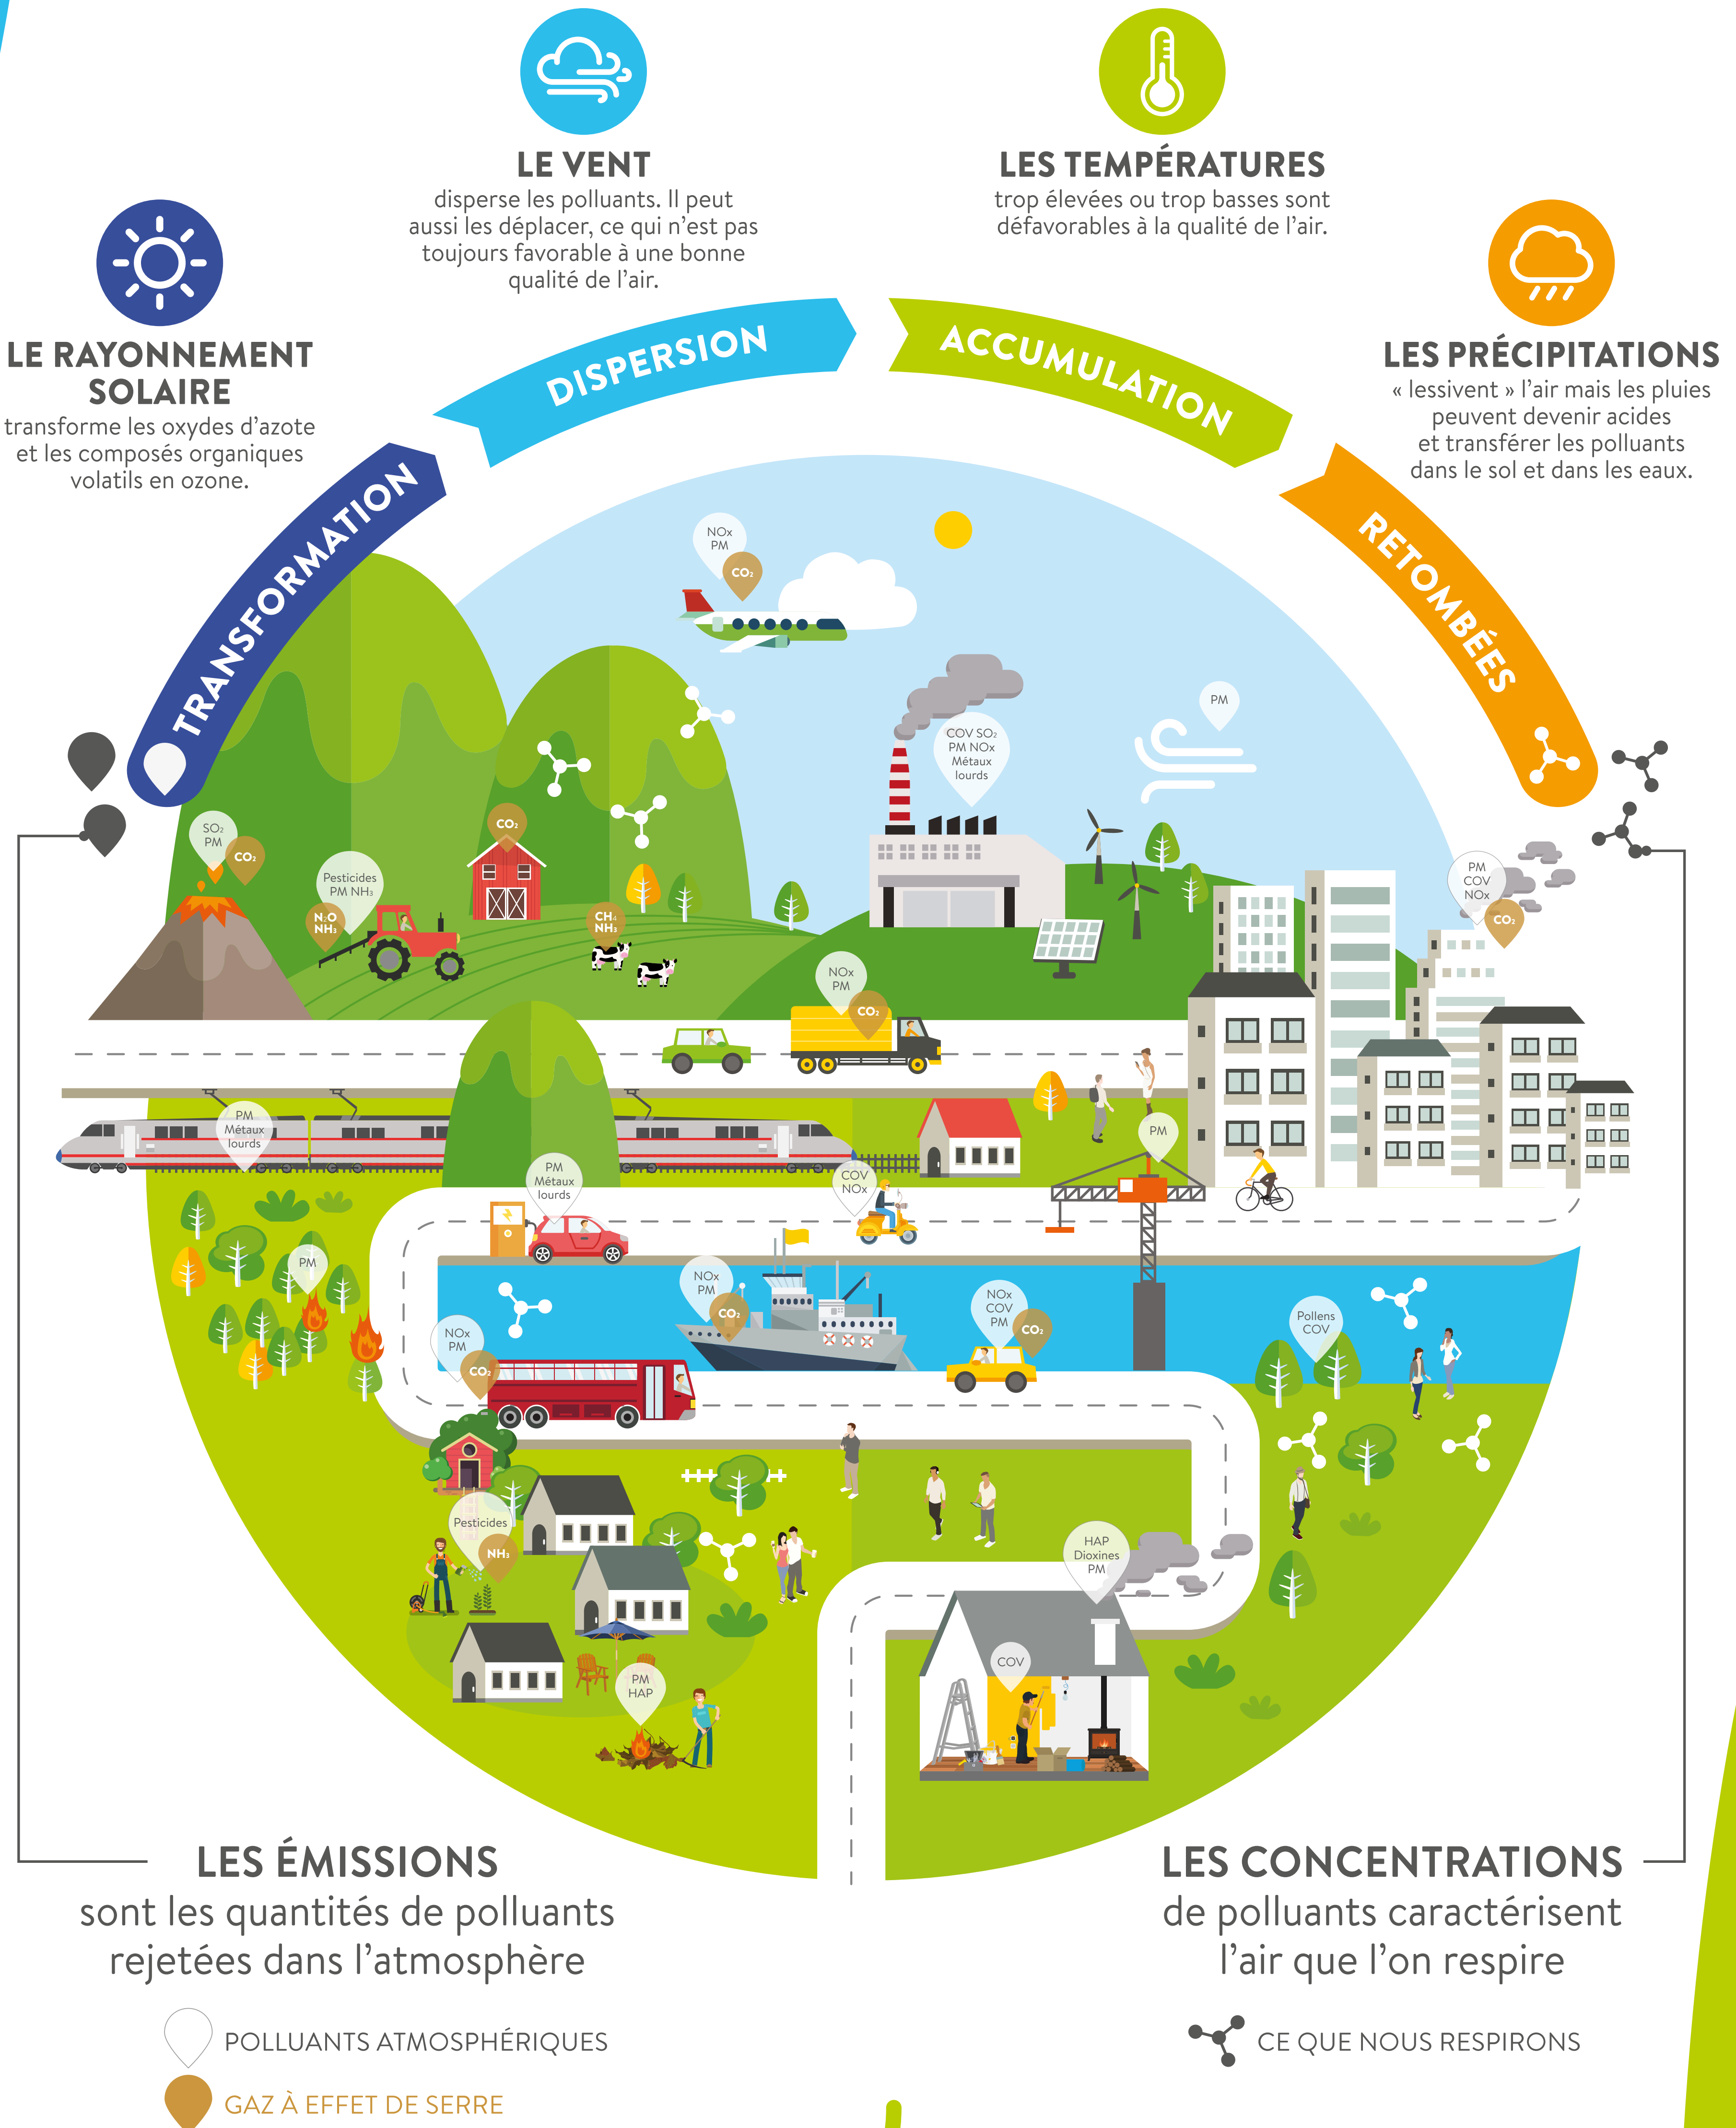 LE VENT
disperse les polluants. Il peut
aussi les déplacer, ce qui n’est pas
toujours favorable à une bonne
qualité de l’air.
LES TEMPÉRATURES
trop élevées ou trop basses sont
défavorables à la qualité de l’air.
LE RAYONNEMENT
SOLAIRE
transforme les oxydes d’azote
et les composés organiques
volatils en ozone.
LES PRÉCIPITATIONS
« lessivent » l’air mais les pluies
peuvent devenir acides
et transférer les polluants
dans le sol et dans les eaux.
TRANSFORMATION
DISPERSION
ACCUMULATION
RETOMBÉES
NOx
PM
CO₂
PM
COV SO₂
PM NOx
Métaux
lourds
SO₂
PM
CO₂
CO₂
Pesticides
PM NH₃
N₂O
NH₃
CH₄
NH₃
PM
COV
NOx
CO₂
NOx
PM
CO₂
PM
Métaux
lourds
PM
PM
Métaux
lourds
COV
NOx
PM
NOx
PM
CO₂
NOx
COV
PM
CO₂
Pollens
COV
NOx
PM
CO₂
Pesticides
NH₃
HAP
Dioxines
PM
COV
PM
HAP
LES ÉMISSIONS
sont les quantités de polluants
rejetées dans l’atmosphère
POLLUANTS ATMOSPHÉRIQUES
GAZ À EFFET DE SERRE
LES CONCENTRATIONS
de polluants caractérisent
l’air que l’on respire
CE QUE NOUS RESPIRONS